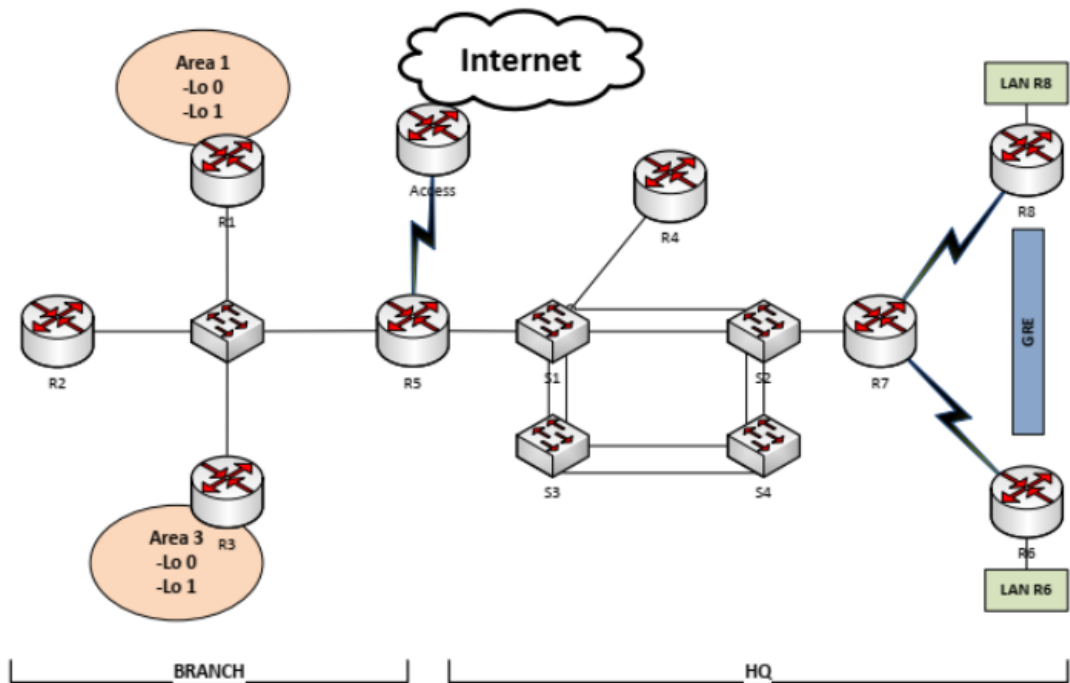 Internet
Area 1
-Lo 0
-Lo 1
LAN R8
Access
R1
R4
R8
R2
R5
S1
S2
R7
GRE
S3
S4
Area 3
-Lo 0
-Lo 1
R3
R6
LAN R6
BRANCH
HQ